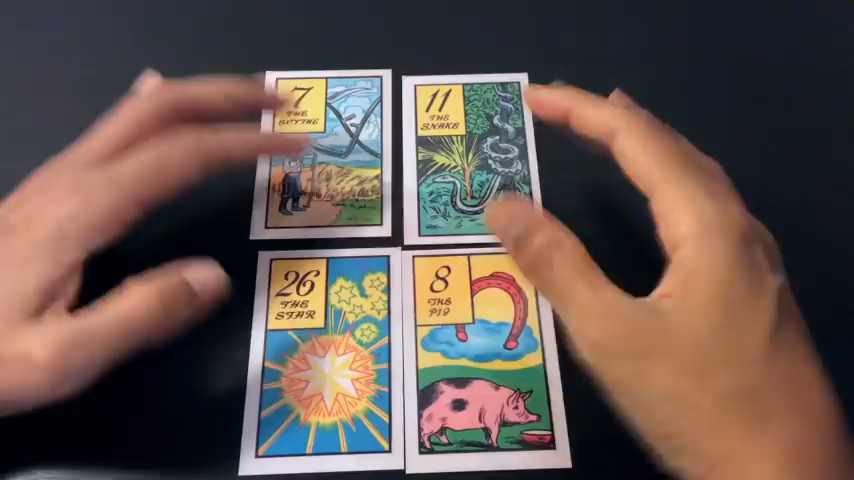 7
THE
SCYTHE
11
THE
SNAKE
26
THE
STAR
8
THE
PIG